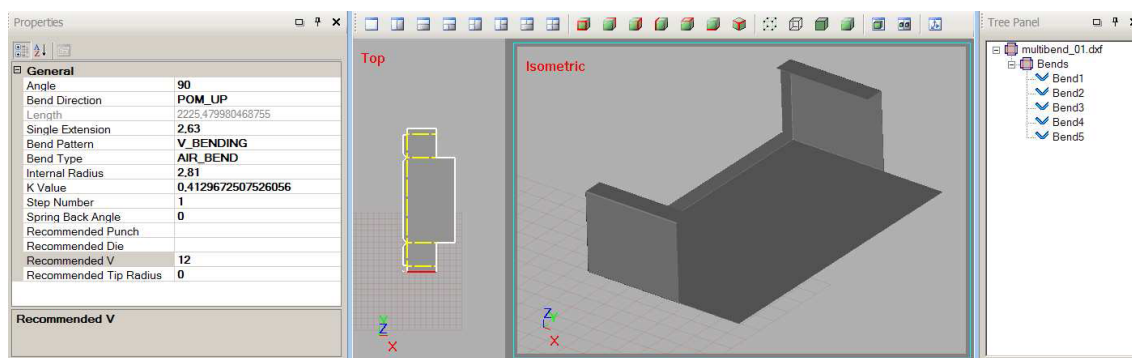 Properties
General
Angle 90
Bend Direction POM_UP
Length 2225,479980468755
Single Extension 2,63
Bend Pattern V_BENDING
Bend Type AIR_BEND
Internal Radius 2,81
K Value 0,4129672507526056
Step Number 1
Spring Back Angle 0
Recommended Punch
Recommended Die
Recommended V 12
Recommended Tip Radius 0
Recommended V
Top
Z
Y
X
Isometric
Z
Y
X
Tree Panel
multibend_01.dxf
Bends
Bend1
Bend2
Bend3
Bend4
Bend5